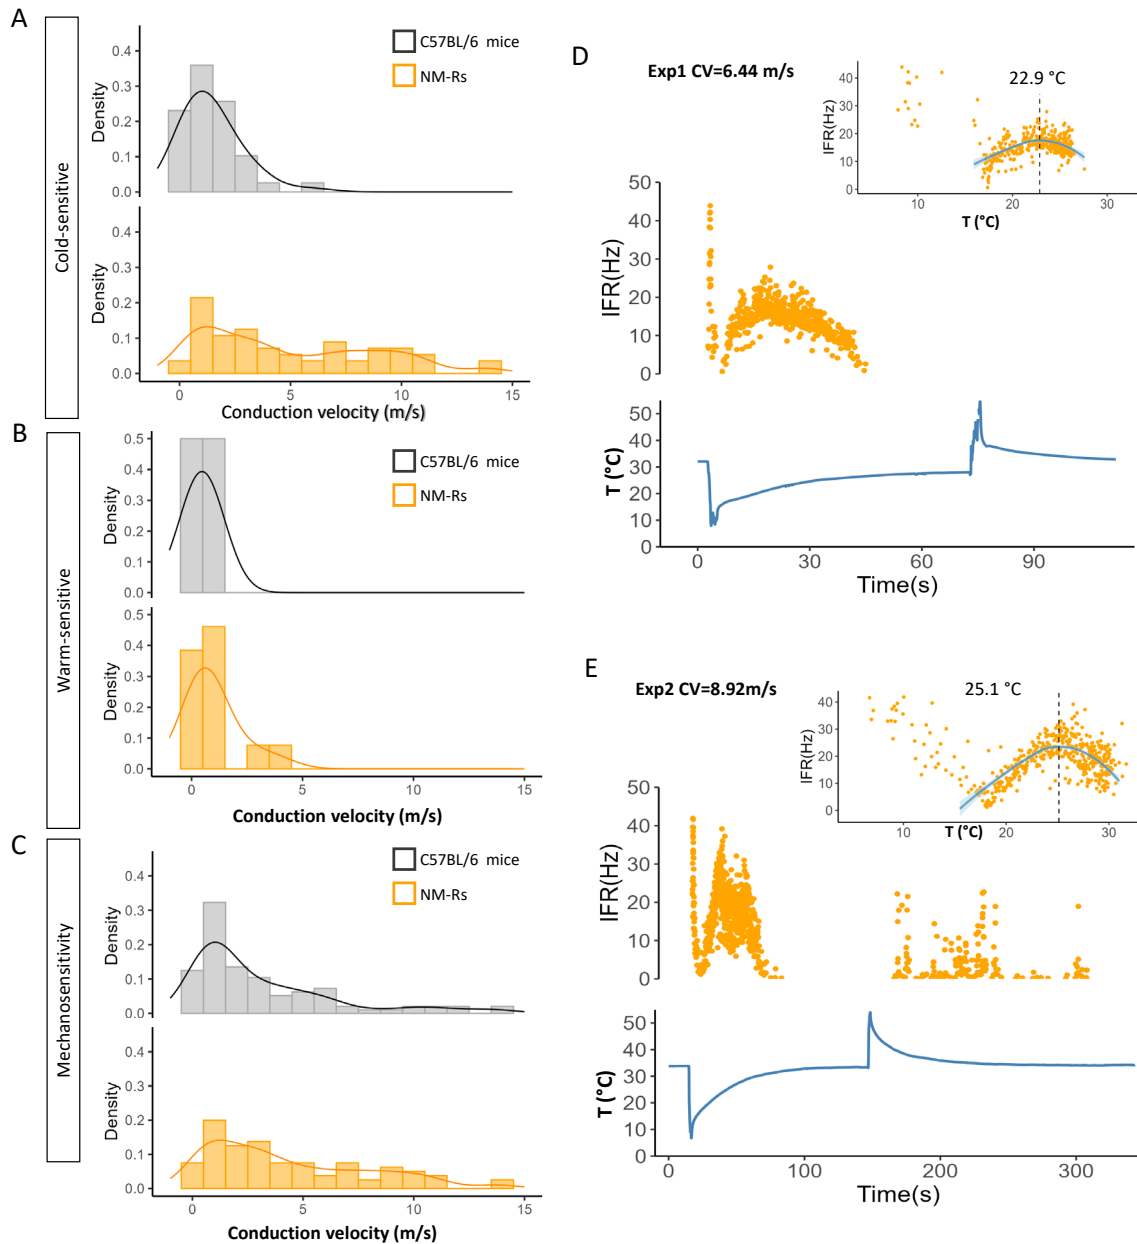 A
Cold-sensitive
C57BL/6 mice
NM-Rs
Density
0.4
0.3
0.2
0.1
0.0
Density
0.4
0.3
0.2
0.1
0.0
0 5 10 15
Conduction velocity (m/s)
B
Warm-sensitive
C57BL/6 mice
NM-Rs
Density
0.5
0.4
0.3
0.2
0.1
0.0
Density
0.5
0.4
0.3
0.2
0.1
0.0
5 15
Conduction velocity (m/s)
C
Mechanosensitivity
C57BL/6 mice
NM-Rs
Density
0.4
0.3
0.2
0.1
0.0
Density
0.4
0.3
0.2
0.1
0.0
0 5 10 15
Conduction velocity (m/s)
D
Exp1 CV=6.44 m/s
22.9 °C
IFR(Hz)
40
30
20
10
0
10 20 30
T (°C)
IFR(Hz)
50
40
30
20
10
0
T (°C)
50
40
30
20
10
0
0 30 60 90
Time(s)
E
Exp2 CV=8.92m/s
25.1 °C
IFR(Hz)
40
30
20
10
0
10 20 30
T (°C)
IFR(Hz)
50
40
30
20
10
0
T (°C)
50
40
30
20
10
0
0 100 200 300
Time(s)